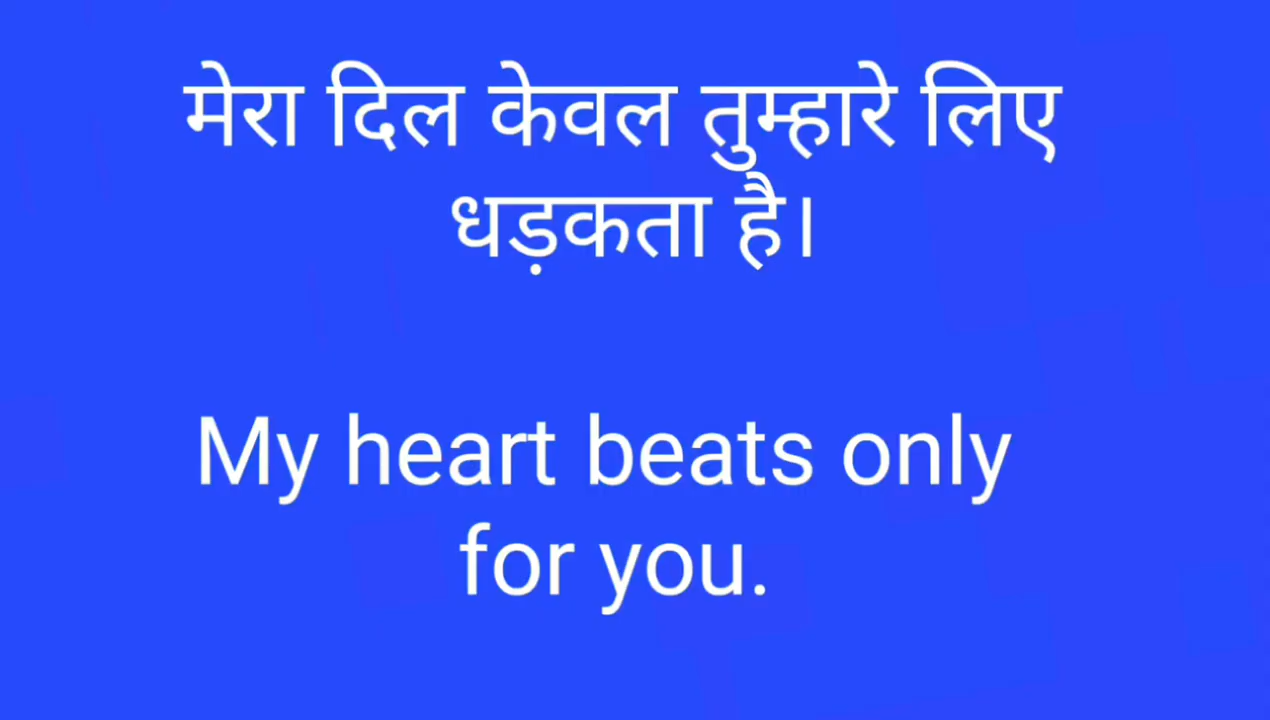 मेरा दिल केवल तुम्हारे लिए
धड़कता है।
My heart beats only
for you.